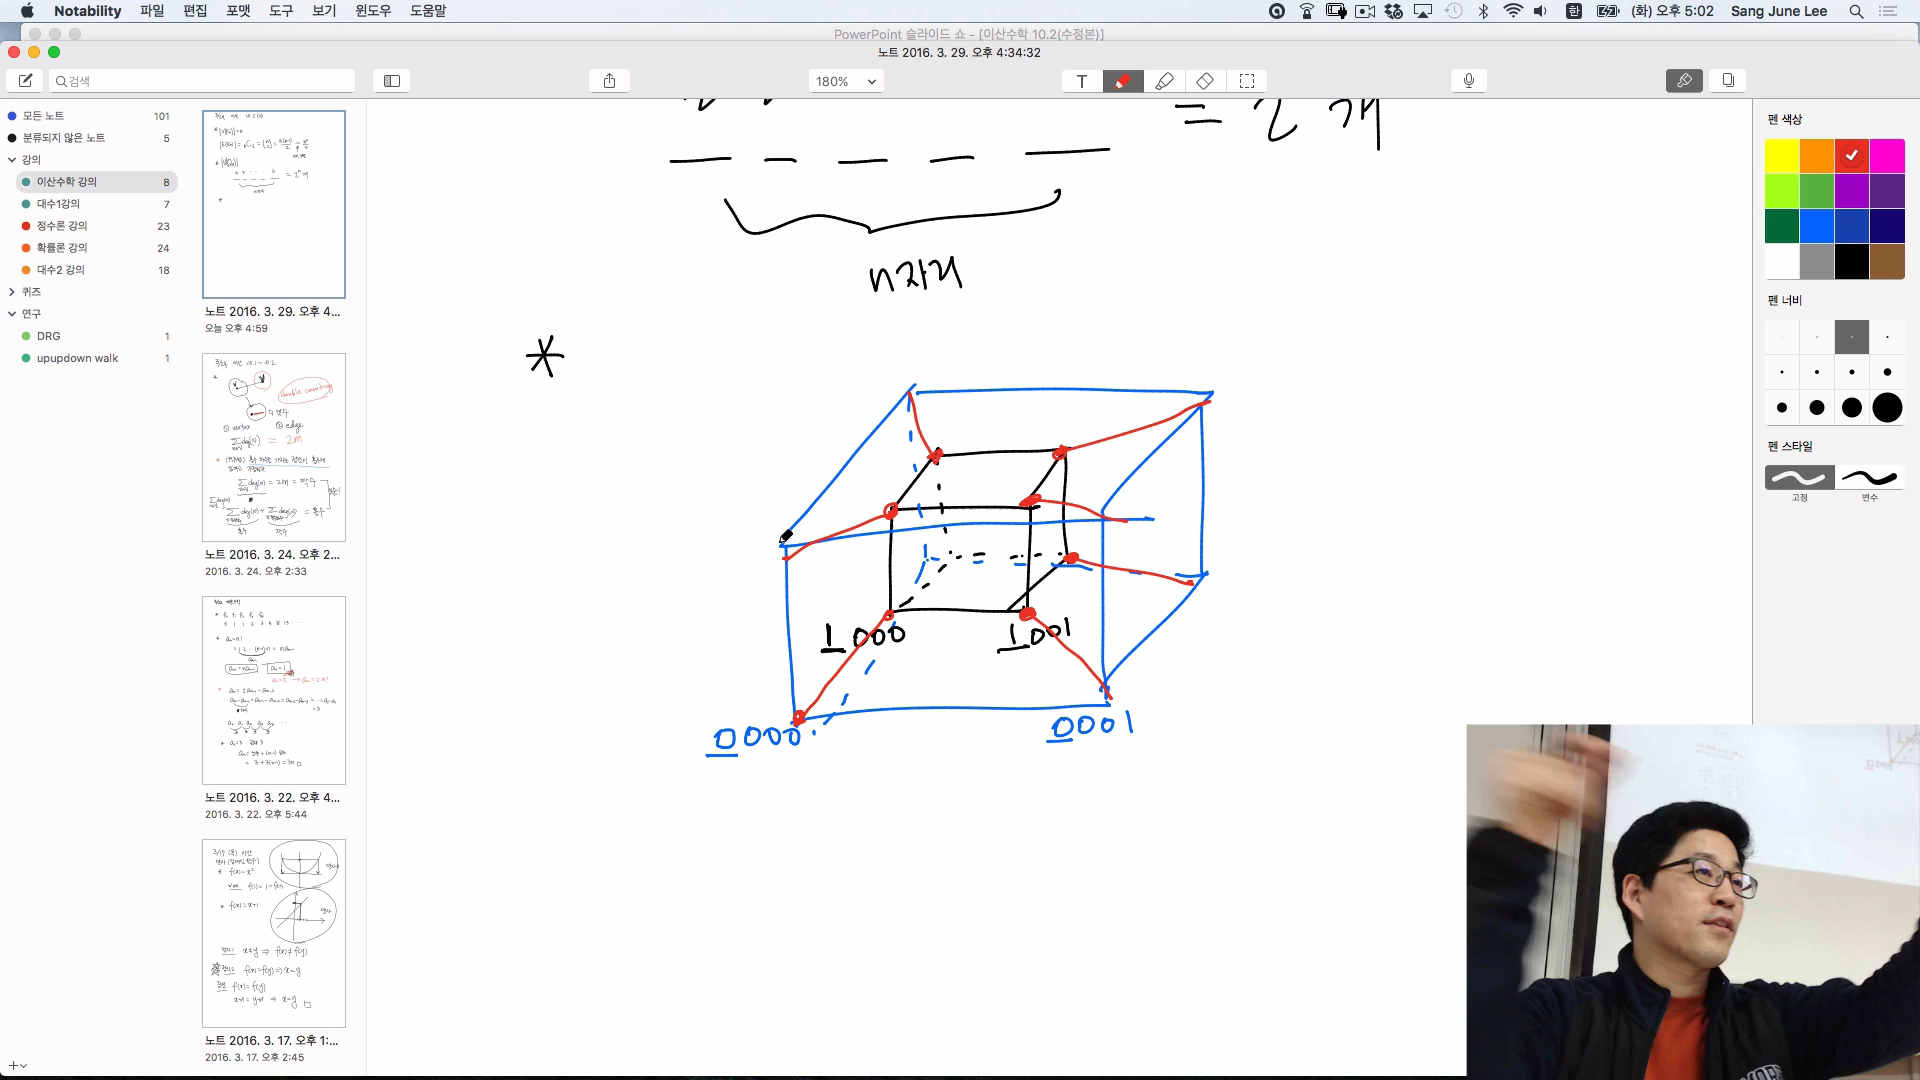 Notability 파일 편집 포맷 도구 보기 윈도우 도움말
한 (화) 오후 5:02 Sang June Lee
PowerPoint 슬라이드 쇼 - [이산수학 10.2(수정본)]
노트 2016. 3. 29. 오후 4:34:32
검색
180%
T
모든 노트 101
분류되지 않은 노트 5
강의
이산수학 강의 8
대수1강의 7
정수론 강의 23
확률론 강의 24
대수2 강의 18
퀴즈
연구
DRG 1
upupdown walk 1
노트 2016. 3. 29. 오후 4...
오늘 오후 4:59
double counting
① vertex ② edge
노트 2016. 3. 24. 오후 2...
2016. 3. 24. 오후 2:33
노트 2016. 3. 22. 오후 4...
2016. 3. 22. 오후 5:44
노트 2016. 3. 17. 오후 1:...
2016. 3. 17. 오후 2:45
= 2 개
n자리
*
1000
1001
0000
0001
펜 색상
펜 너비
펜 스타일
고정
변수